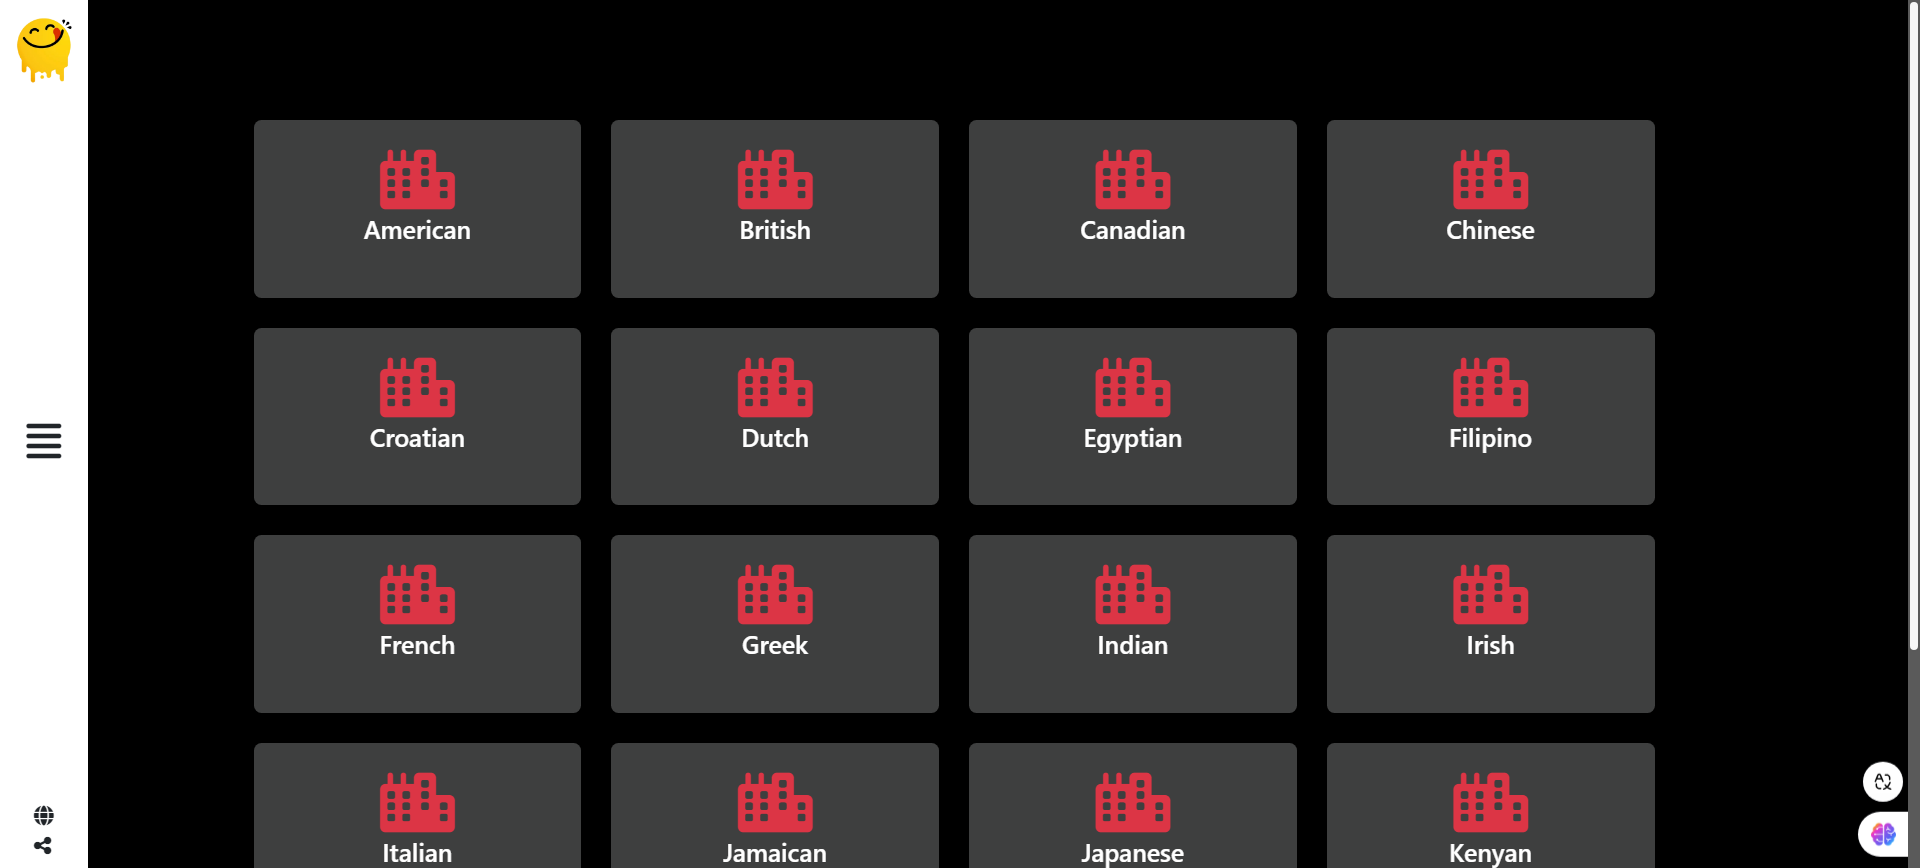 American
British
Canadian
Chinese
Croatian
Dutch
Egyptian
Filipino
French
Greek
Indian
Irish
Italian
Jamaican
Japanese
Kenyan